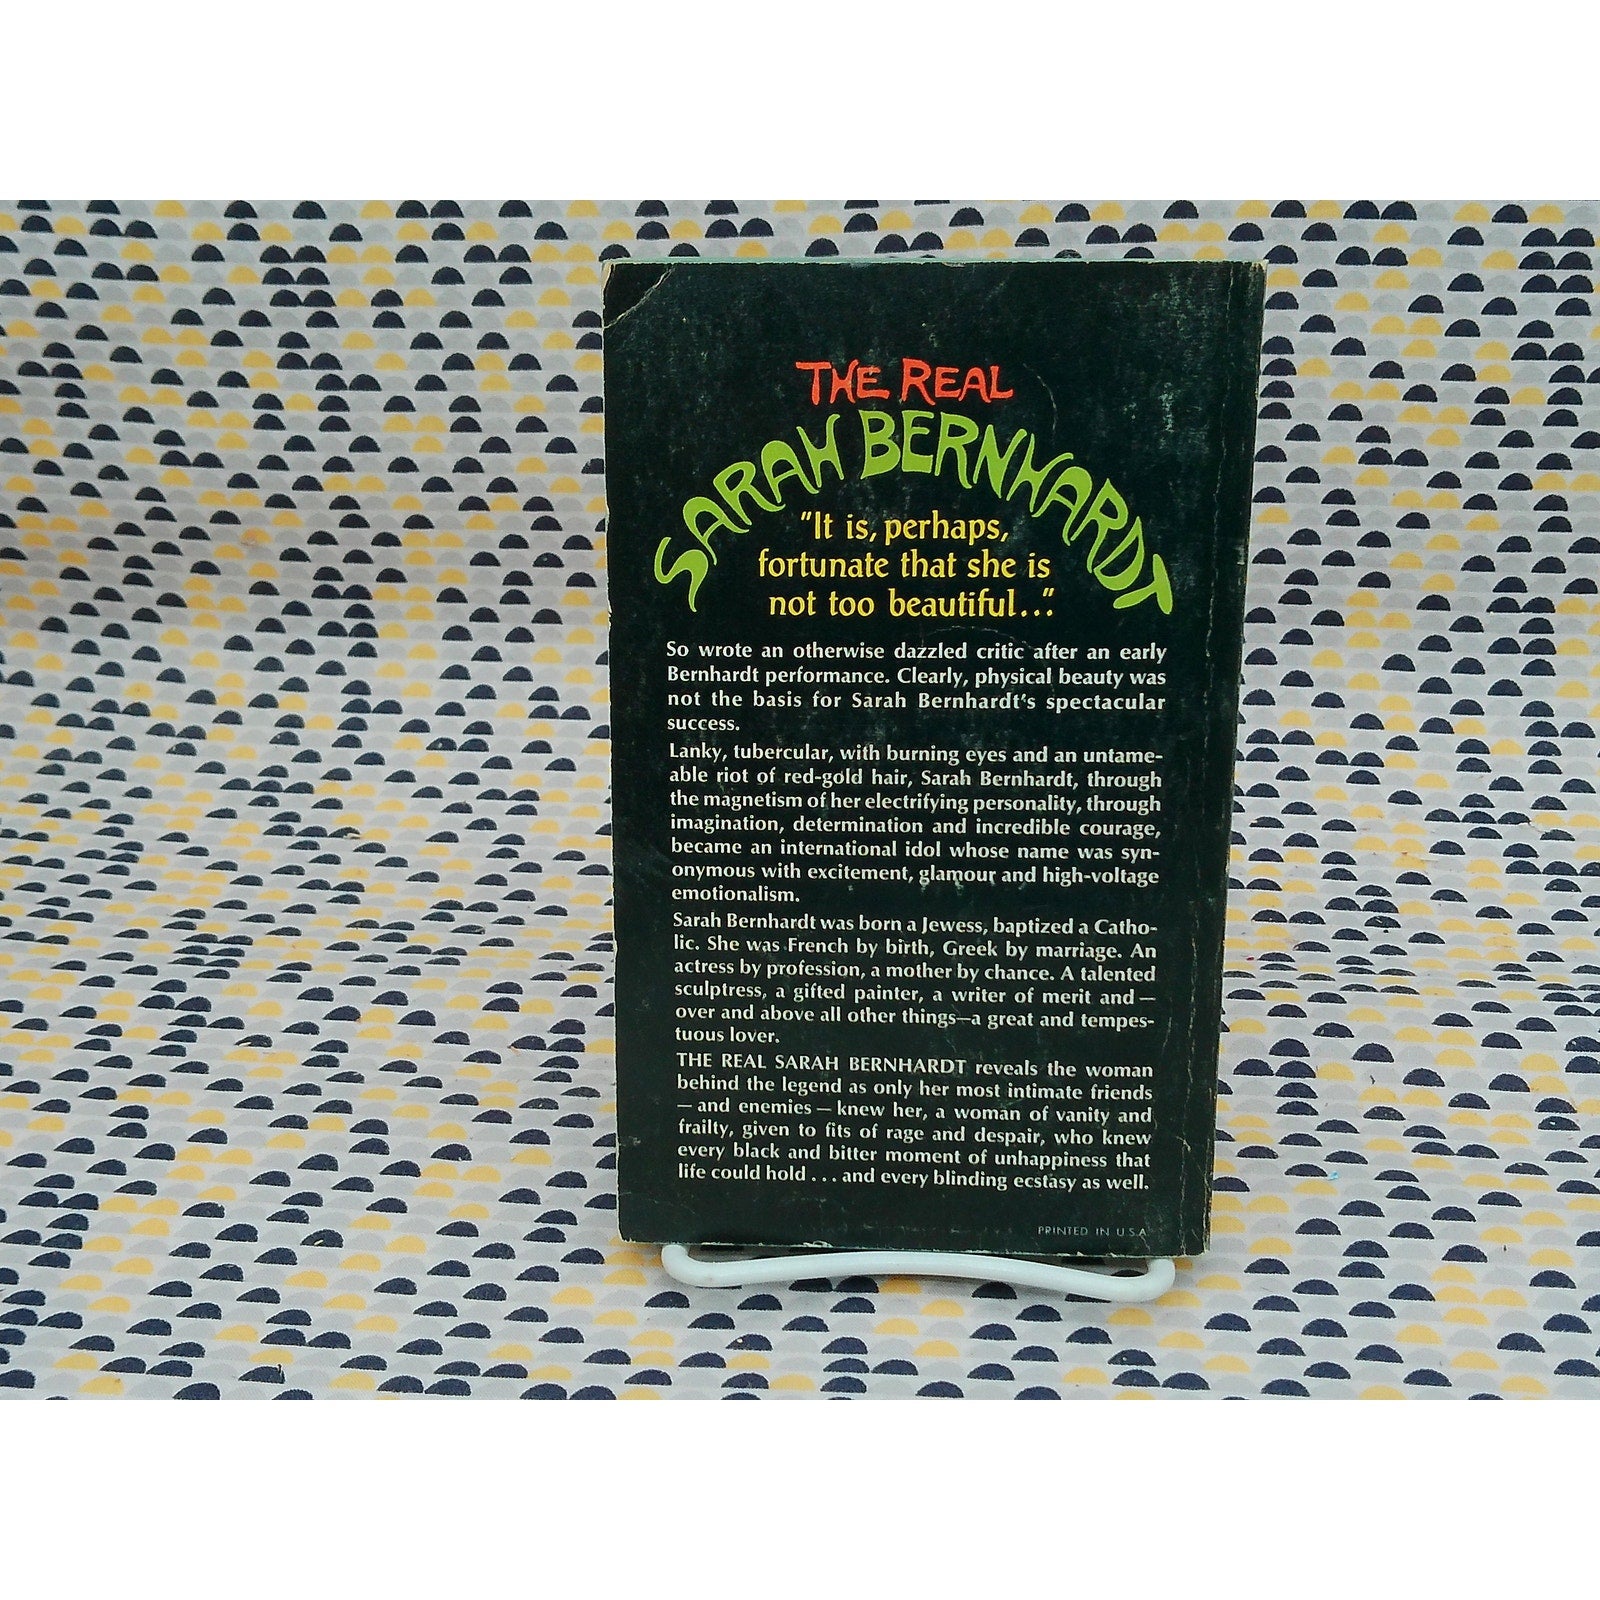 THE REAL
SARAH BERNHARDT
"It is, perhaps,
fortunate that she is
not too beautiful...".
So wrote an otherwise dazzled critic after an early
Bernhardt performance. Clearly, physical beauty was
not the basis for Sarah Bernhardt's spectacular
success.
Lanky, tubercular, with burning eyes and an untame-
able riot of red-gold hair, Sarah Bernhardt, through
the magnetism of her electrifying personality, through
imagination, determination and incredible courage,
became an international idol whose name was syn-
onymous with excitement, glamour and high-voltage
emotionalism.
Sarah Bernhardt was born a Jewess, baptized a Catho-
lic. She was French by birth, Greek by marriage. An
actress by profession, a mother by chance. A talented
sculptress, a gifted painter, a writer of merit and —
over and above all other things—a great and tempes-
tuous lover.
THE REAL SARAH BERNHARDT reveals the woman
behind the legend as only her most intimate friends
— and enemies — knew her, a woman of vanity and
frailty, given to fits of rage and despair, who knew
every black and bitter moment of unhappiness that
life could hold . . . and every blinding ecstasy as well.
PRINTED IN U.S.A.